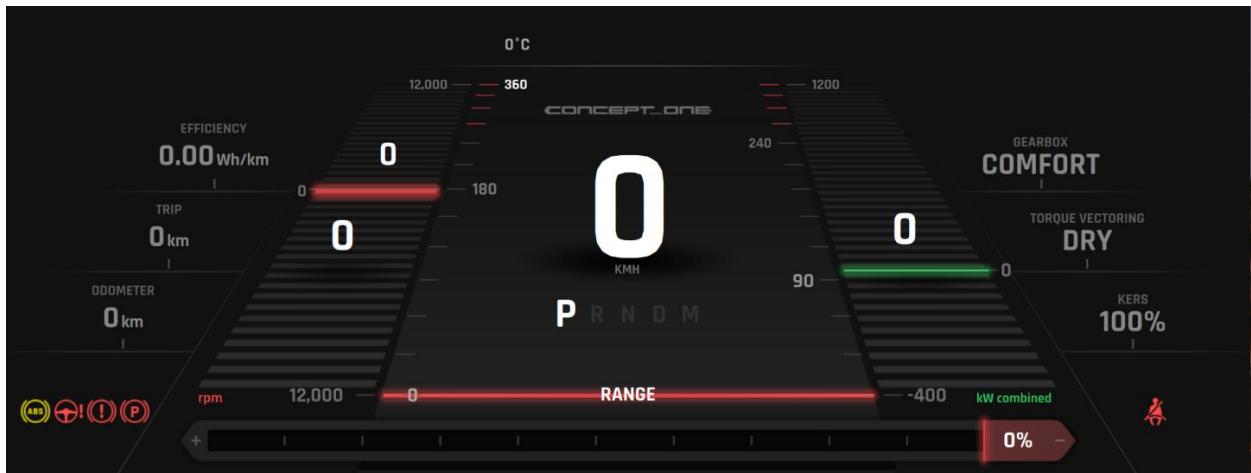 0°C
12,000
360
1200
CONCEPT_ONE
EFFICIENCY
0.00 Wh/km
0
0
180
TRIP
0 km
0
ODOMETER
0 km
0
KMH
P R N D M
240
90
GEARBOX
COMFORT
TORQUE VECTORING
DRY
0
0
KERS
100%
rpm
12,000
0
RANGE
-400
kW combined
ABS
!
(!)
(P)
+
0%
-